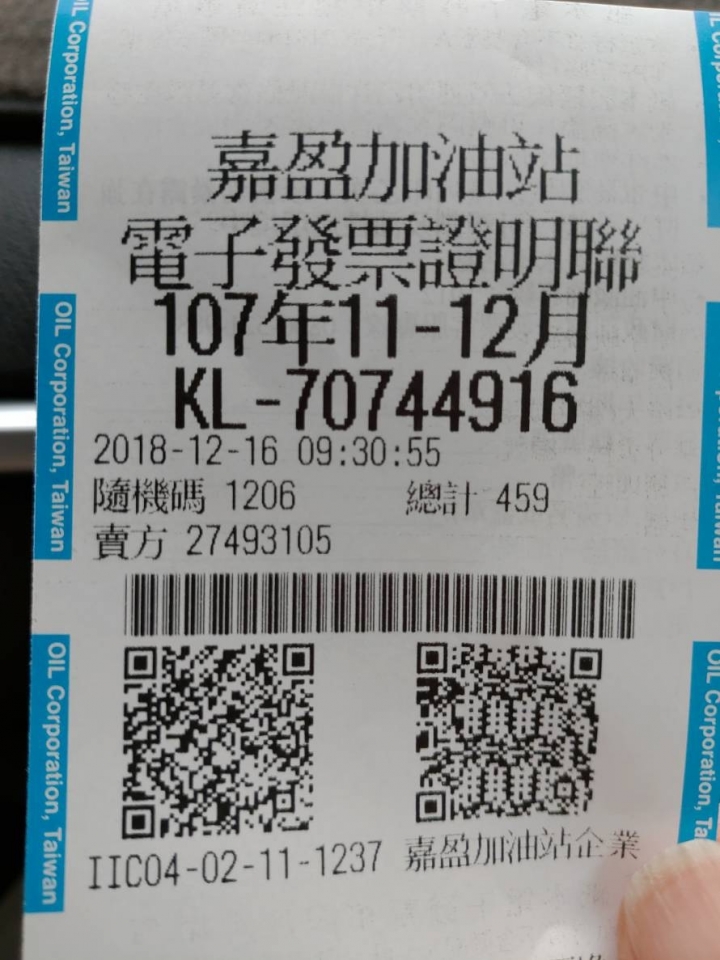 嘉盈加油站
電子發票證明聯
107年11-12月
KL-70744916
2018-12-16 09:30:55
隨機碼 1206 總計 459
賣方 27493105
IIC04-02-11-1237 嘉盈加油站企業
IL Corporation, Taiwan
OIL Corporation, Taiwan
OIL Corporation, Taiwan
OIL Corporation, Taiwan